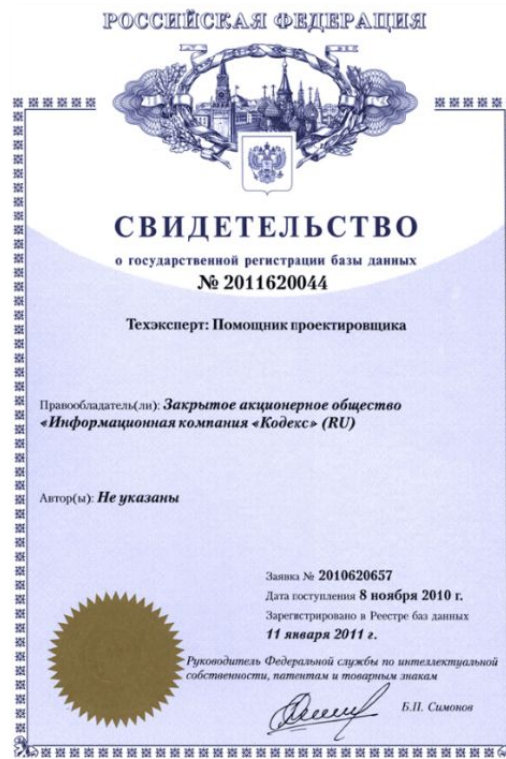 РОССИЙСКАЯ ФЕДЕРАЦИЯ
СВИДЕТЕЛЬСТВО
о государственной регистрации базы данных
№ 2011620044
Техэксперт: Помощник проектировщика
Правообладатель(ли): Закрытое акционерное общество
«Информационная компания «Кодекс» (RU)
Автор(ы): Не указаны
Заявка № 2010620657
Дата поступления 8 ноября 2010 г.
Зарегистрировано в Реестре баз данных
11 января 2011 г.
Руководитель Федеральной службы по интеллектуальной
собственности, патентам и товарным знакам
Б.П. Симонов